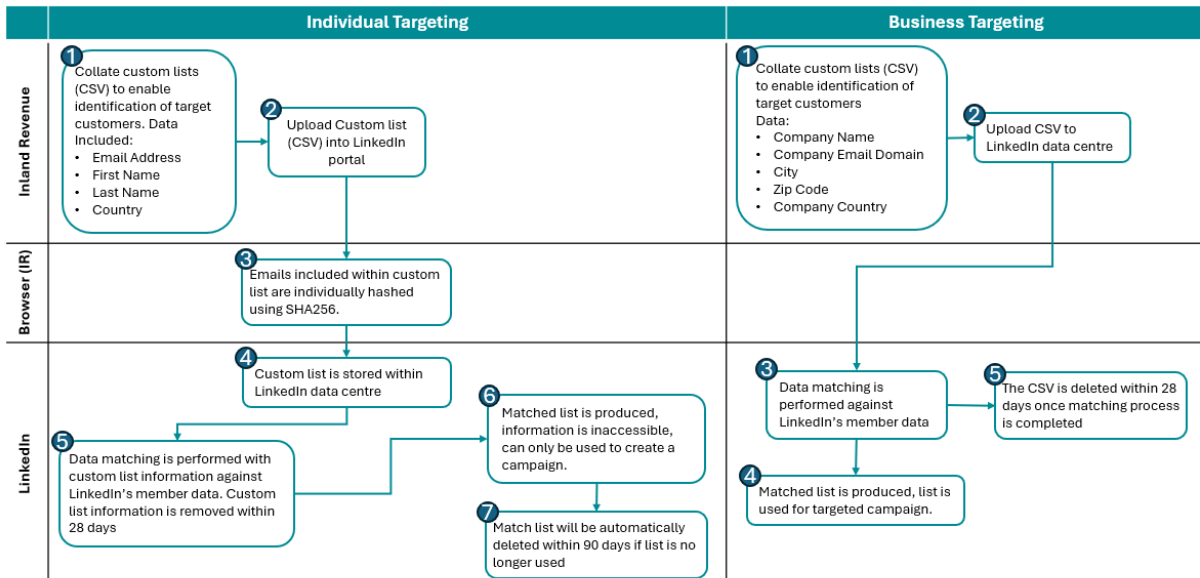 Individual Targeting
Business Targeting
Inland Revenue
1
Collate custom lists
(CSV) to enable
identification of target
customers. Data
Included:
• Email Address
• First Name
• Last Name
• Country
2
Upload Custom list
(CSV) into LinkedIn
portal
1
Collate custom lists (CSV)
to enable identification of
target customers
Data:
• Company Name
• Company Email Domain
• City
• Zip Code
• Company Country
2
Upload CSV to
LinkedIn data centre
Browser (IR)
3
Emails included within custom
list are individually hashed
using SHA256.
LinkedIn
4
Custom list is stored within
LinkedIn data centre
5
Data matching is performed with
custom list information against
LinkedIn's member data. Custom
list information is removed within
28 days
6
Matched list is produced,
information is inaccessible,
can only be used to create a
campaign.
7
Match list will be automatically
deleted within 90 days if list is no
longer used
3
Data matching is
performed against
LinkedIn's member data
5
The CSV is deleted within 28
days once matching process
is completed
4
Matched list is produced, list is
used for targeted campaign.